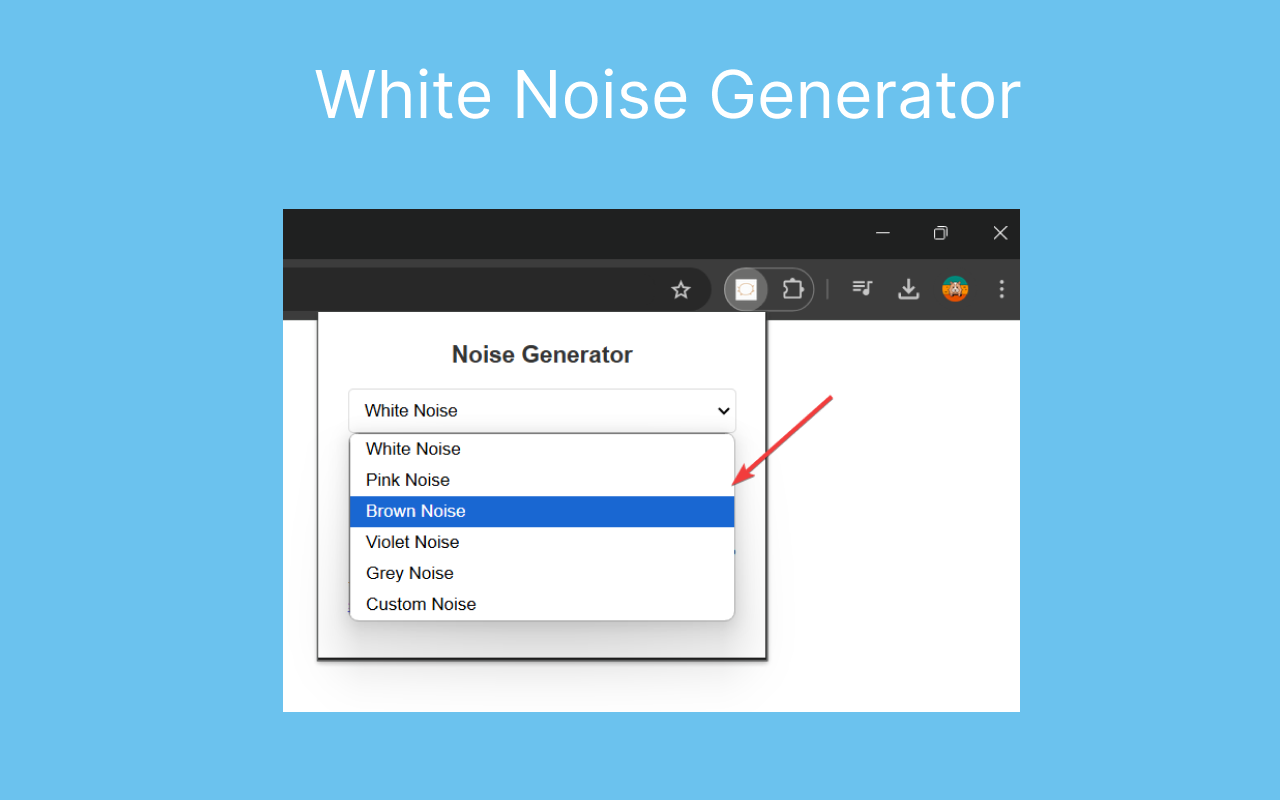 White Noise Generator
Noise Generator
White Noise
White Noise
Pink Noise
Brown Noise
Violet Noise
Grey Noise
Custom Noise